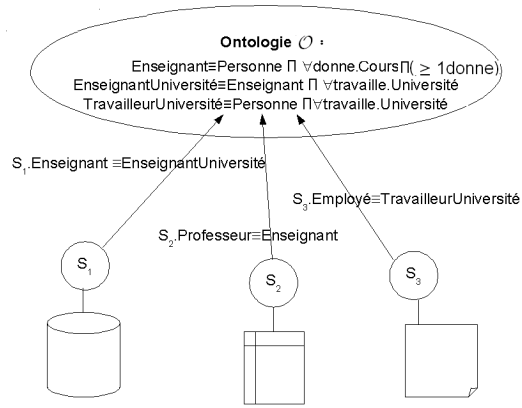 Ontologie 𝒪 :
Enseignant≡Personne Π ∀donne.CoursΠ(≥ 1donne)
EnseignantUniversité≡Enseignant Π ∀travaille.Université
TravailleurUniversité≡Personne Π∀travaille.Université
S₁.Enseignant ≡EnseignantUniversité
S₃.Employé≡TravailleurUniversité
S₂.Professeur≡Enseignant
S₁
S₂
S₃